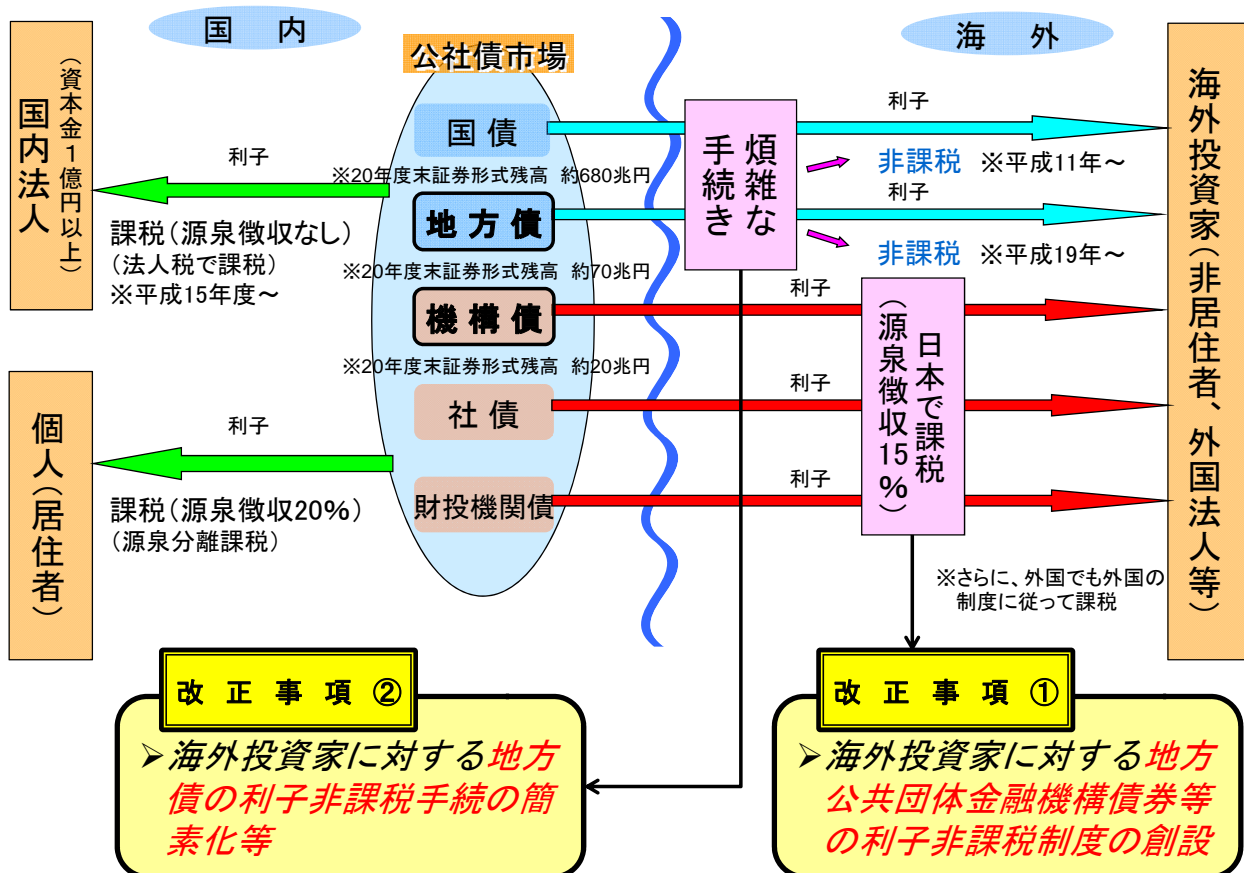 国 内
海 外
公社債市場
国内法人
（資本金１億円以上）
個人（居住者）
利子
課税（源泉徴収なし）
（法人税で課税）
※平成15年度～
利子
課税（源泉徴収20%）
（源泉分離課税）
国 債
※20年度末証券形式残高 約680兆円
地 方 債
※20年度末証券形式残高 約70兆円
機 構 債
※20年度末証券形式残高 約20兆円
社 債
財投機関債
煩雑な
手続き
利子
非課税 ※平成11年～
利子
非課税 ※平成19年～
利子
利子
利子
日本で課税
（源泉徴収15%）
※さらに、外国でも外国の
制度に従って課税
海外投資家（非居住者、外国法人等）
改 正 事 項 ②
➢海外投資家に対する地方
債の利子非課税手続の簡
素化等
改 正 事 項 ①
➢海外投資家に対する地方
公共団体金融機構債券等
の利子非課税制度の創設